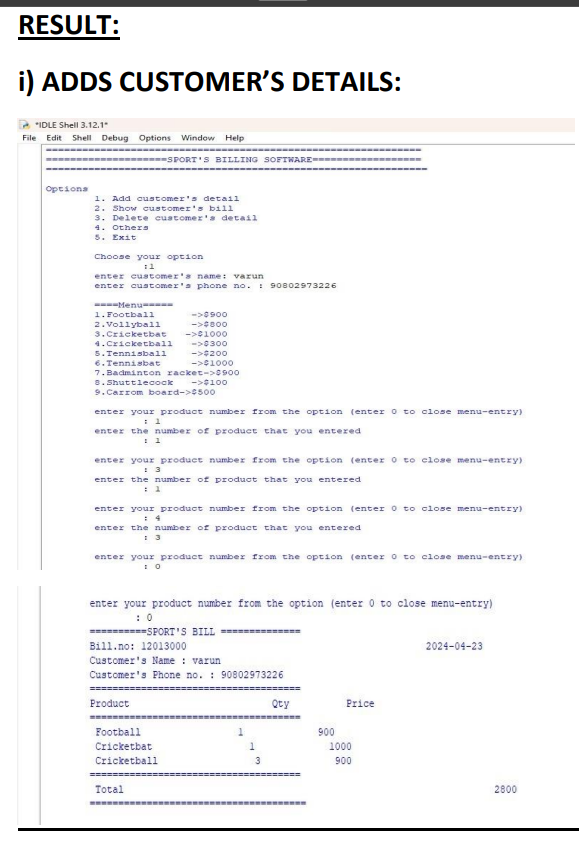 RESULT:
i) ADDS CUSTOMER'S DETAILS:
*IDLE Shell 3.12.1*
File Edit Shell Debug Options Window Help
==================================================================
=====================SPORT'S BILLING SOFTWARE===================
===================================================================
Options
1. Add customer's detail
2. Show customer's bill
3. Delete customer's detail
4. Others
5. Exit
Choose your option
:1
enter customer's name: varun
enter customer's phone no. : 90802973226
====Menu=====
1.Football ->$900
2.Vollyball ->$800
3.Cricketbat ->$1000
4.Cricketball ->$300
5.Tennisball ->$200
6.Tennisbat ->$1000
7.Badminton racket->$900
8.Shuttlecock ->$100
9.Carrom board->$500
enter your product number from the option (enter 0 to close menu-entry)
: 1
enter the number of product that you entered
: 1
enter your product number from the option (enter 0 to close menu-entry)
: 3
enter the number of product that you entered
: 1
enter your product number from the option (enter 0 to close menu-entry)
: 4
enter the number of product that you entered
: 3
enter your product number from the option (enter 0 to close menu-entry)
: 0
enter your product number from the option (enter 0 to close menu-entry)
: 0
==========SPORT'S BILL ==============
Bill.no: 12013000 2024-04-23
Customer's Name : varun
Customer's Phone no. : 90802973226
=====================================
Product Qty Price
=====================================
Football 1 900
Cricketbat 1 1000
Cricketball 3 900
=====================================
Total 2800
======================================